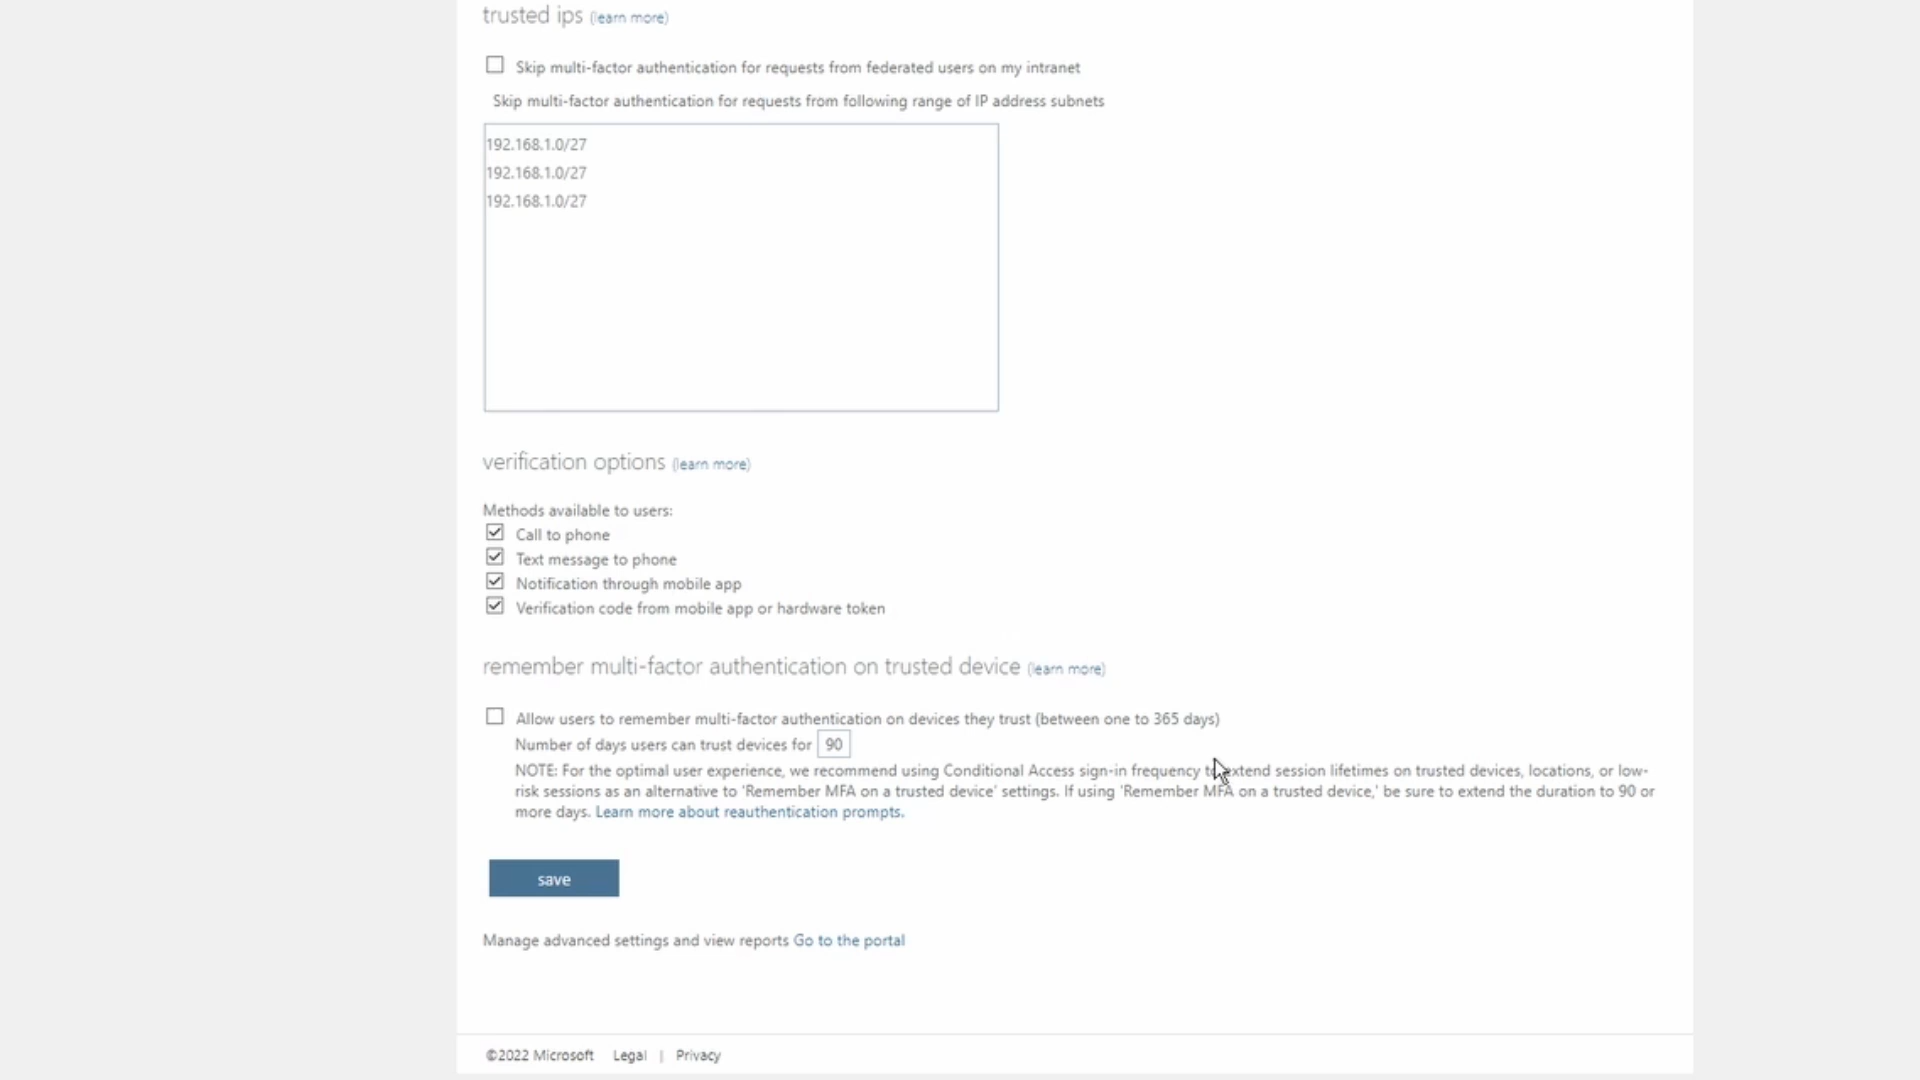 trusted ips (learn more)
Skip multi-factor authentication for requests from federated users on my intranet
Skip multi-factor authentication for requests from following range of IP address subnets
192.168.1.0/27
192.168.1.0/27
192.168.1.0/27
verification options (learn more)
Methods available to users:
Call to phone
Text message to phone
Notification through mobile app
Verification code from mobile app or hardware token
remember multi-factor authentication on trusted device (learn more)
Allow users to remember multi-factor authentication on devices they trust (between one to 365 days)
Number of days users can trust devices for 90
NOTE: For the optimal user experience, we recommend using Conditional Access sign-in frequency to extend session lifetimes on trusted devices, locations, or low-
risk sessions as an alternative to 'Remember MFA on a trusted device' settings. If using 'Remember MFA on a trusted device,' be sure to extend the duration to 90 or
more days. Learn more about reauthentication prompts.
save
Manage advanced settings and view reports Go to the portal
©2022 Microsoft Legal | Privacy